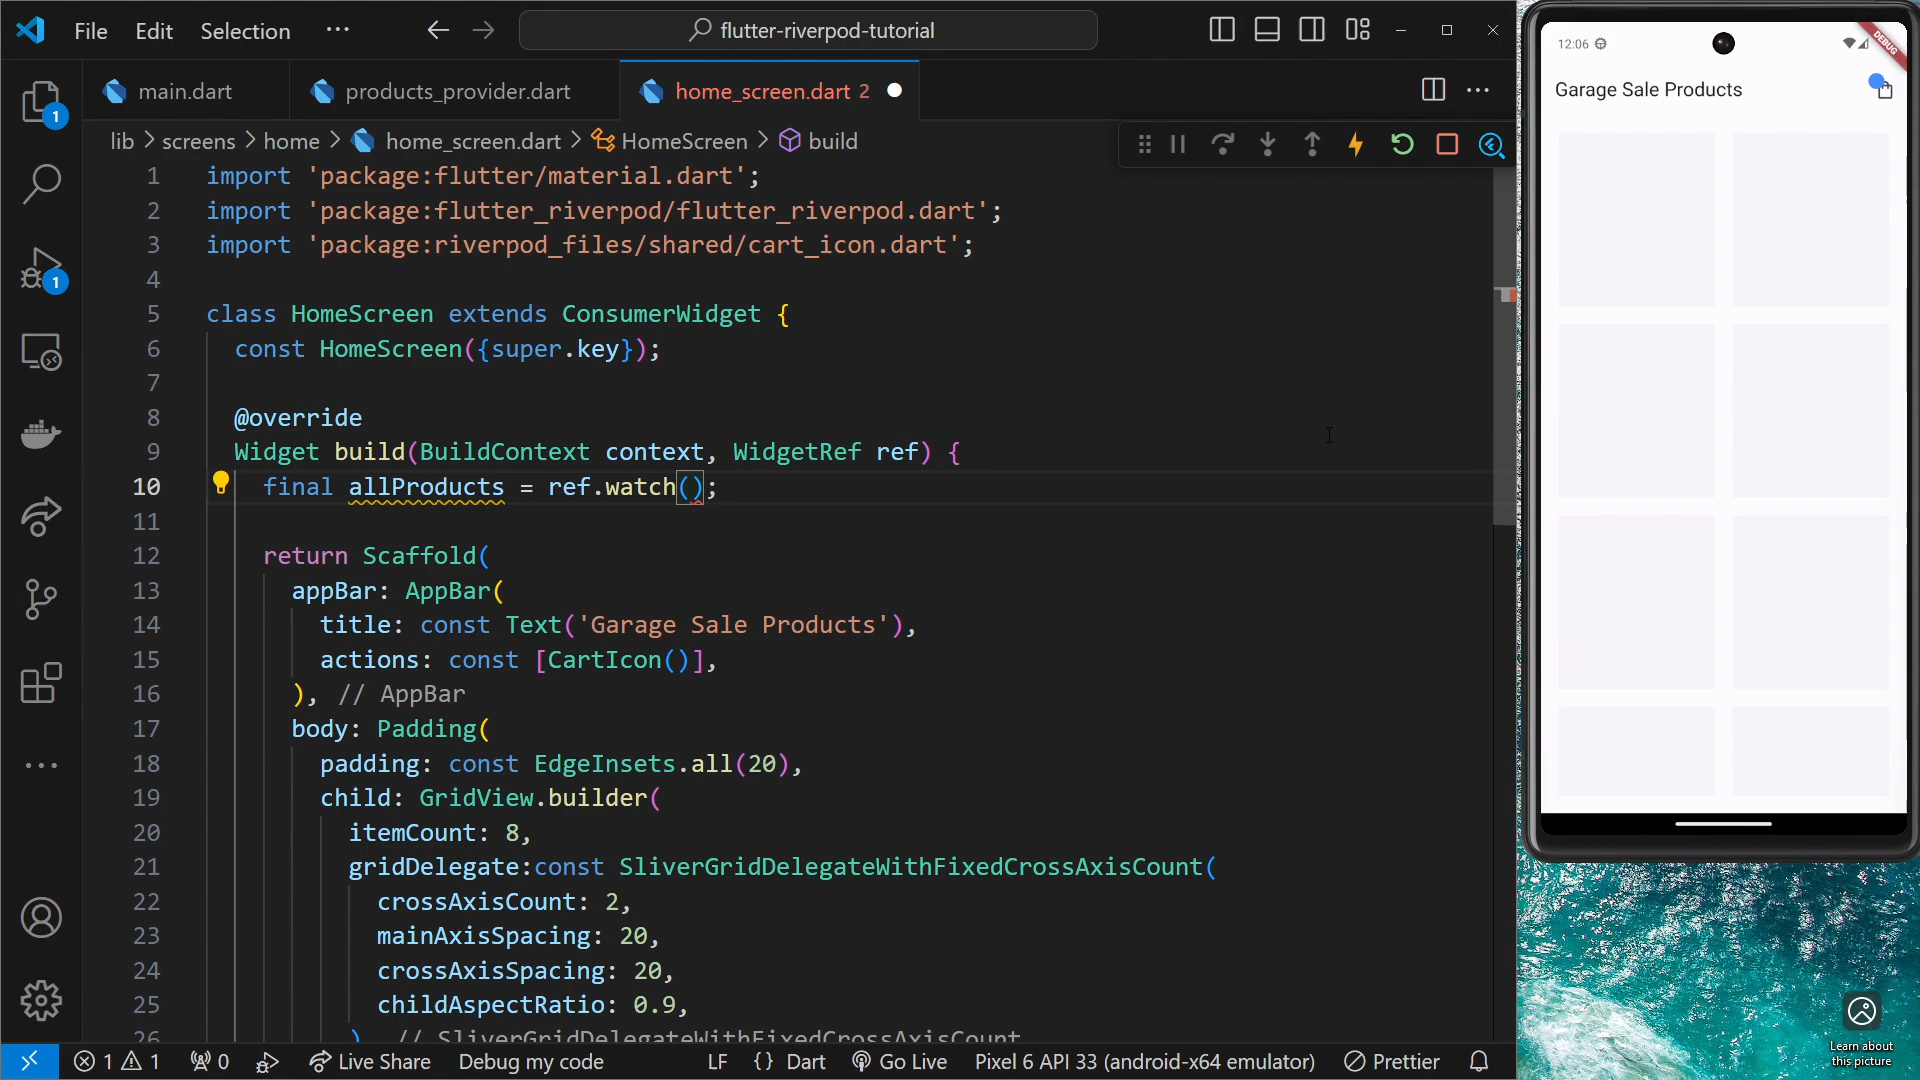 File Edit Selection ··· flutter-riverpod-tutorial
main.dart products_provider.dart home_screen.dart 2
lib > screens > home > home_screen.dart > HomeScreen > build
1 import 'package:flutter/material.dart';
2 import 'package:flutter_riverpod/flutter_riverpod.dart';
3 import 'package:riverpod_files/shared/cart_icon.dart';
4
5 class HomeScreen extends ConsumerWidget {
6 const HomeScreen({super.key});
7
8 @override
9 Widget build(BuildContext context, WidgetRef ref) {
10 final allProducts = ref.watch();
11
12 return Scaffold(
13 appBar: AppBar(
14 title: const Text('Garage Sale Products'),
15 actions: const [CartIcon()],
16 ), // AppBar
17 body: Padding(
18 padding: const EdgeInsets.all(20),
19 child: GridView.builder(
20 itemCount: 8,
21 gridDelegate:const SliverGridDelegateWithFixedCrossAxisCount(
22 crossAxisCount: 2,
23 mainAxisSpacing: 20,
24 crossAxisSpacing: 20,
25 childAspectRatio: 0.9,
26 ), // SliverGridDelegateWithFixedCrossAxisCount
1
1
1 1 0 Live Share Debug my code LF {} Dart Go Live Pixel 6 API 33 (android-x64 emulator) Prettier
12:06
DEBUG
Garage Sale Products
Learn about
this picture